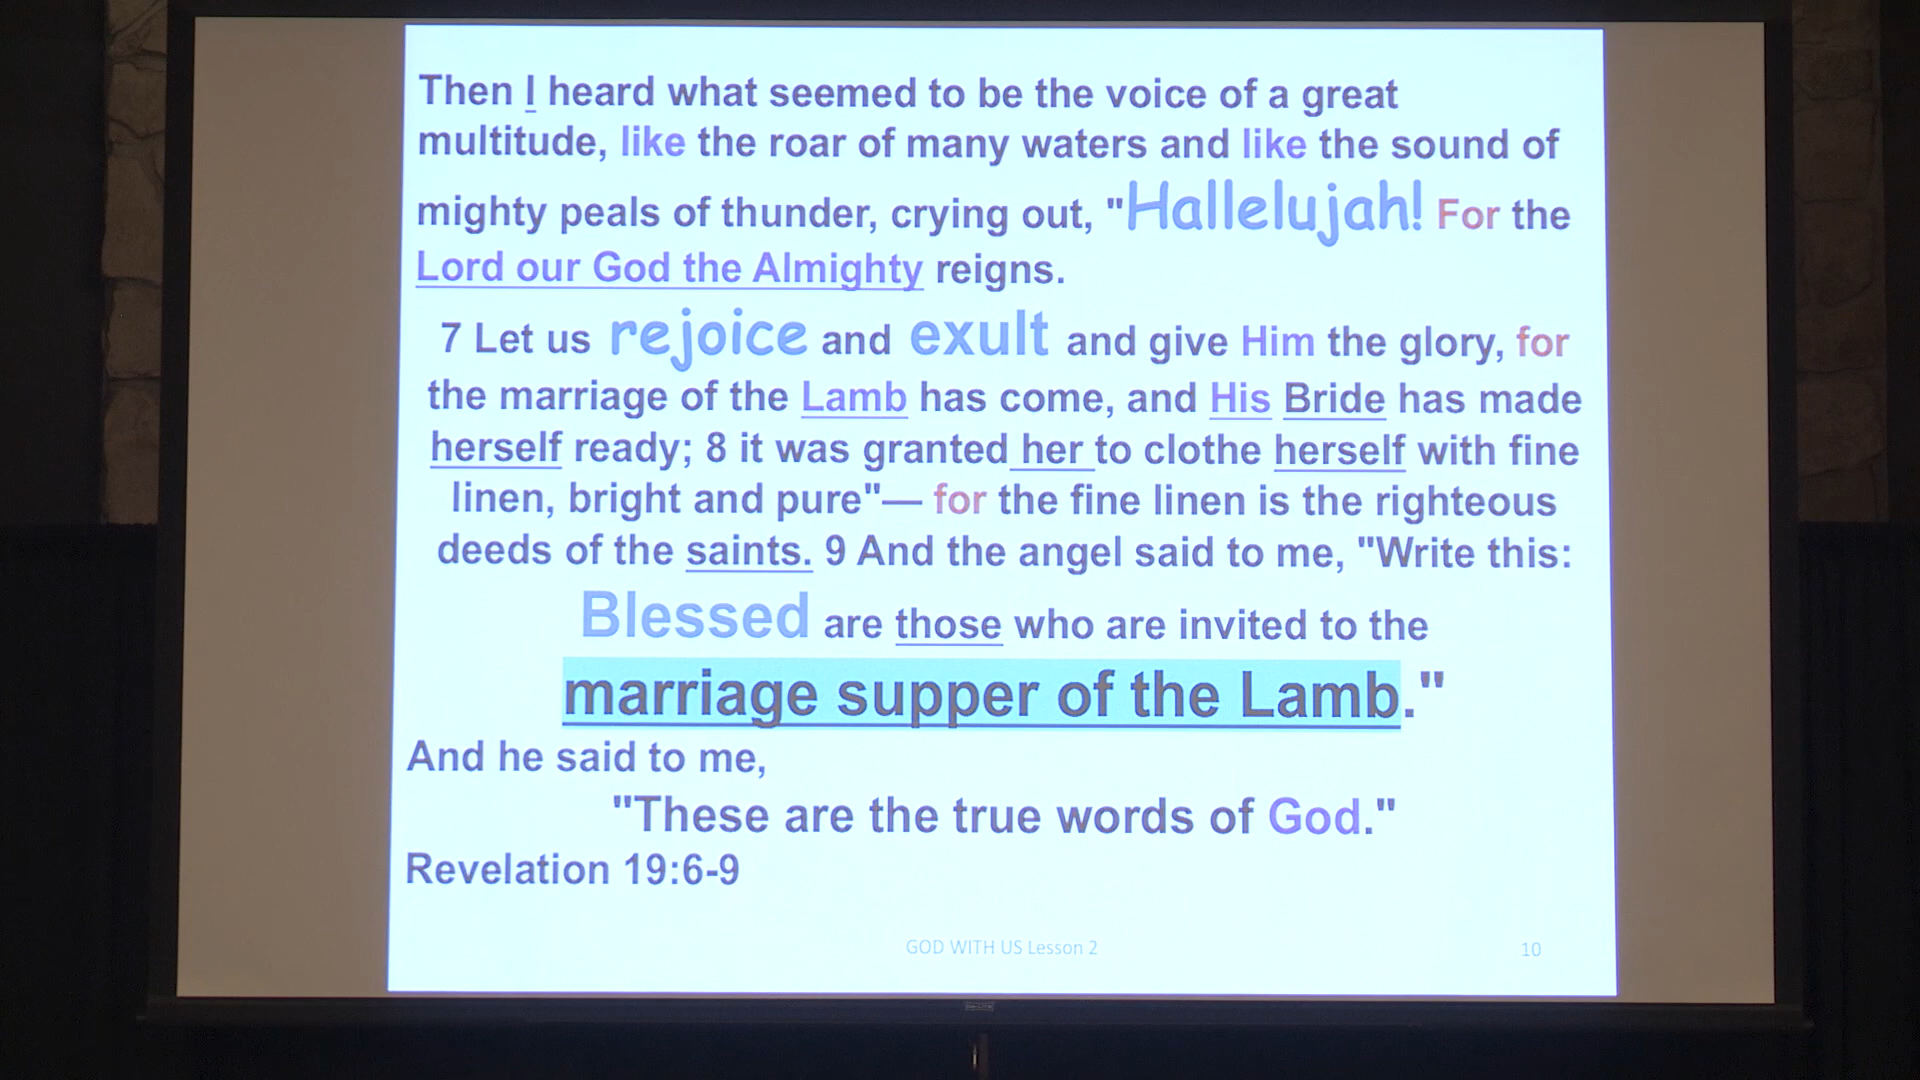 Then I heard what seemed to be the voice of a great
multitude, like the roar of many waters and like the sound of
mighty peals of thunder, crying out, "Hallelujah! For the
Lord our God the Almighty reigns.
7 Let us rejoice and exult and give Him the glory, for
the marriage of the Lamb has come, and His Bride has made
herself ready; 8 it was granted her to clothe herself with fine
linen, bright and pure"— for the fine linen is the righteous
deeds of the saints. 9 And the angel said to me, "Write this:
Blessed are those who are invited to the
marriage supper of the Lamb."
And he said to me,
"These are the true words of God."
Revelation 19:6-9
GOD WITH US Lesson 2 10